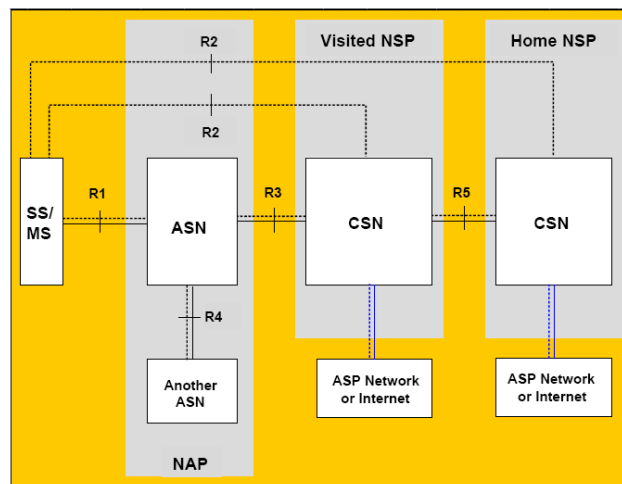 R2
Visited NSP
Home NSP
R2
SS/
MS
R1
ASN
R3
CSN
R5
CSN
R4
Another
ASN
ASP Network
or Internet
ASP Network
or Internet
NAP